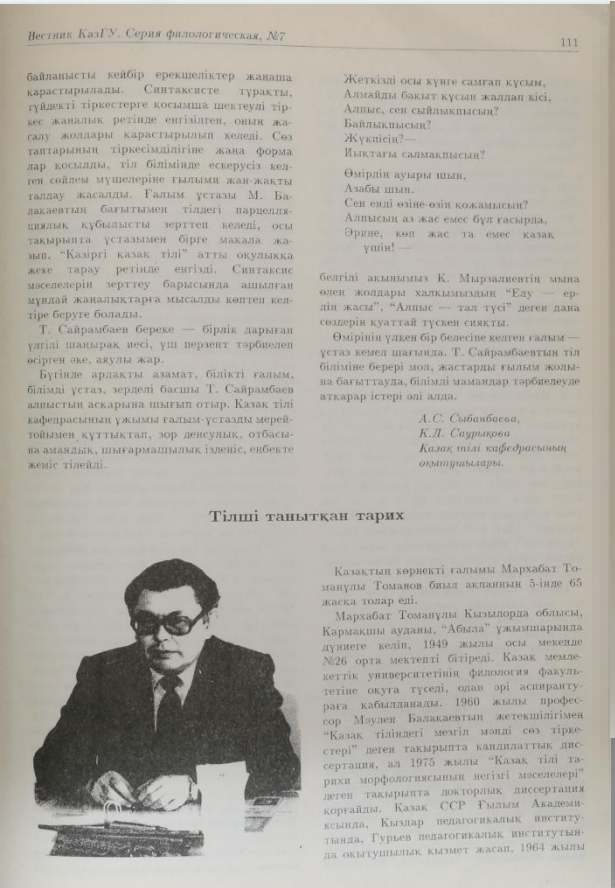 Вестник КазГУ. Серия филологическая, №7
111
байланысты кейбір ерекшеліктер жаңаша
қарастырылады. Синтаксисте тұрақты,
түйдекті тіркестерге қосымша шектеулі тір-
кес жаңалық ретінде енгізілген, оның жа-
салу жолдары қарастырылып келеді. Сөз
таптарының тіркесімділігіне жаңа форма
лар қосылды, тіл білімінде ескерусіз кел-
ген сөйлем мүшелеріне ғылыми жан-жақты
талдау жасалды. Ғалым ұстазы М. Ба-
лақаевтың бағытымен тілдегі парцелля-
циялық құбылысты зерттеп келеді, осы
тақырыпта ұстазымен бірге мақала жа-
зып, “Қазіргі қазақ тілі” атты оқулыққа
жеке тарау ретінде енгізді. Синтаксис
мәселелерін зерттеу барысында ашылған
мұндай жаңалықтарға мысалды көптеп кел-
тіре беруге болады.
Т. Сайрамбаев береке — бірлік дарыған
үлгілі шаңырақ иесі, үш перзент тәрбиелеп
өсірген әке, аяулы жар.
Бүгінде ардақты азамат, білікті ғалым,
білімді ұстаз, зерделі басшы Т. Сайрамбаев
алпыстың асқарына шығып отыр. Қазақ тілі
кафедрасының ұжымы ғалым-ұстазды мерей-
тойымен құттықтап, зор денсулық, отбасы-
на амандық, шығармашылық ізденіс, еңбекте
жеміс тілейді.
Жеткізді осы күнге самғап құсым,
Алмайды бақыт құсын жалдап кісі,
Алпыс, сен сыйлықпысың?
Байлықпысың?
Жүкпісің?—
Иықтағы салмақпысың?
Өмірдің ауыры шын,
Азабы шын.
Сен енді өзіңе-өзің қожамысың?
Алпысың аз жас емес бұл ғасырда,
Әрине, көп жас та емес қазақ
үшін! —
белгілі ақынымыз Қ. Мырзалиевтің мына
өлең жолдары халқымыздың “Елу — ер-
дің жасы”, “Алпыс — тал түсі” деген дана
сөздерін қуаттай түскен сияқты.
Өмірінің үлкен бір белесіне келген ғалым —
ұстаз кемел шағында. Т. Сайрамбаевтың тіл
біліміне берері мол, жастарды ғылым жолы-
на бағыттауда, білімді мамандар тәрбиелеуде
атқарар істері әлі алда.
А.С. Сыбанбаева,
К.Д. Саурықова
Қазақ тілі кафедрасының
оқытушылары.
Тілші танытқан тарих
Қазақтың көрнекті ғалымы Мархабат То-
манұлы Томанов биыл ақпанның 5-інде 65
жасқа толар еді.
Мархабат Томанұлы Қызылорда облысы,
Қармақшы ауданы, “Абыла” ұжымшарында
дүниеге келіп, 1949 жылы осы мекенде
№26 орта мектепті бітіреді. Қазақ мемле-
кеттік университетінің филология факуль-
тетіне оқуға түседі, одан әрі аспиранту-
раға қабылданады. 1960 жылы профес-
сор Мәулен Балақаевтың жетекшілігімен
“Қазақ тіліндегі мезгіл мәнді сөз тірке-
стері” деген тақырыпта кандидаттық дис-
сертация, ал 1975 жылы “Қазақ тілі та-
рихи морфологиясының негізгі мәселелері”
деген тақырыпта докторлық диссертация
қорғайды. Қазақ ССР Ғылым Академи-
ясында, Қыздар педагогикалық институ-
тында, Гурьев педагогикалық институтын-
да оқытушылық қызмет жасап, 1964 жылы